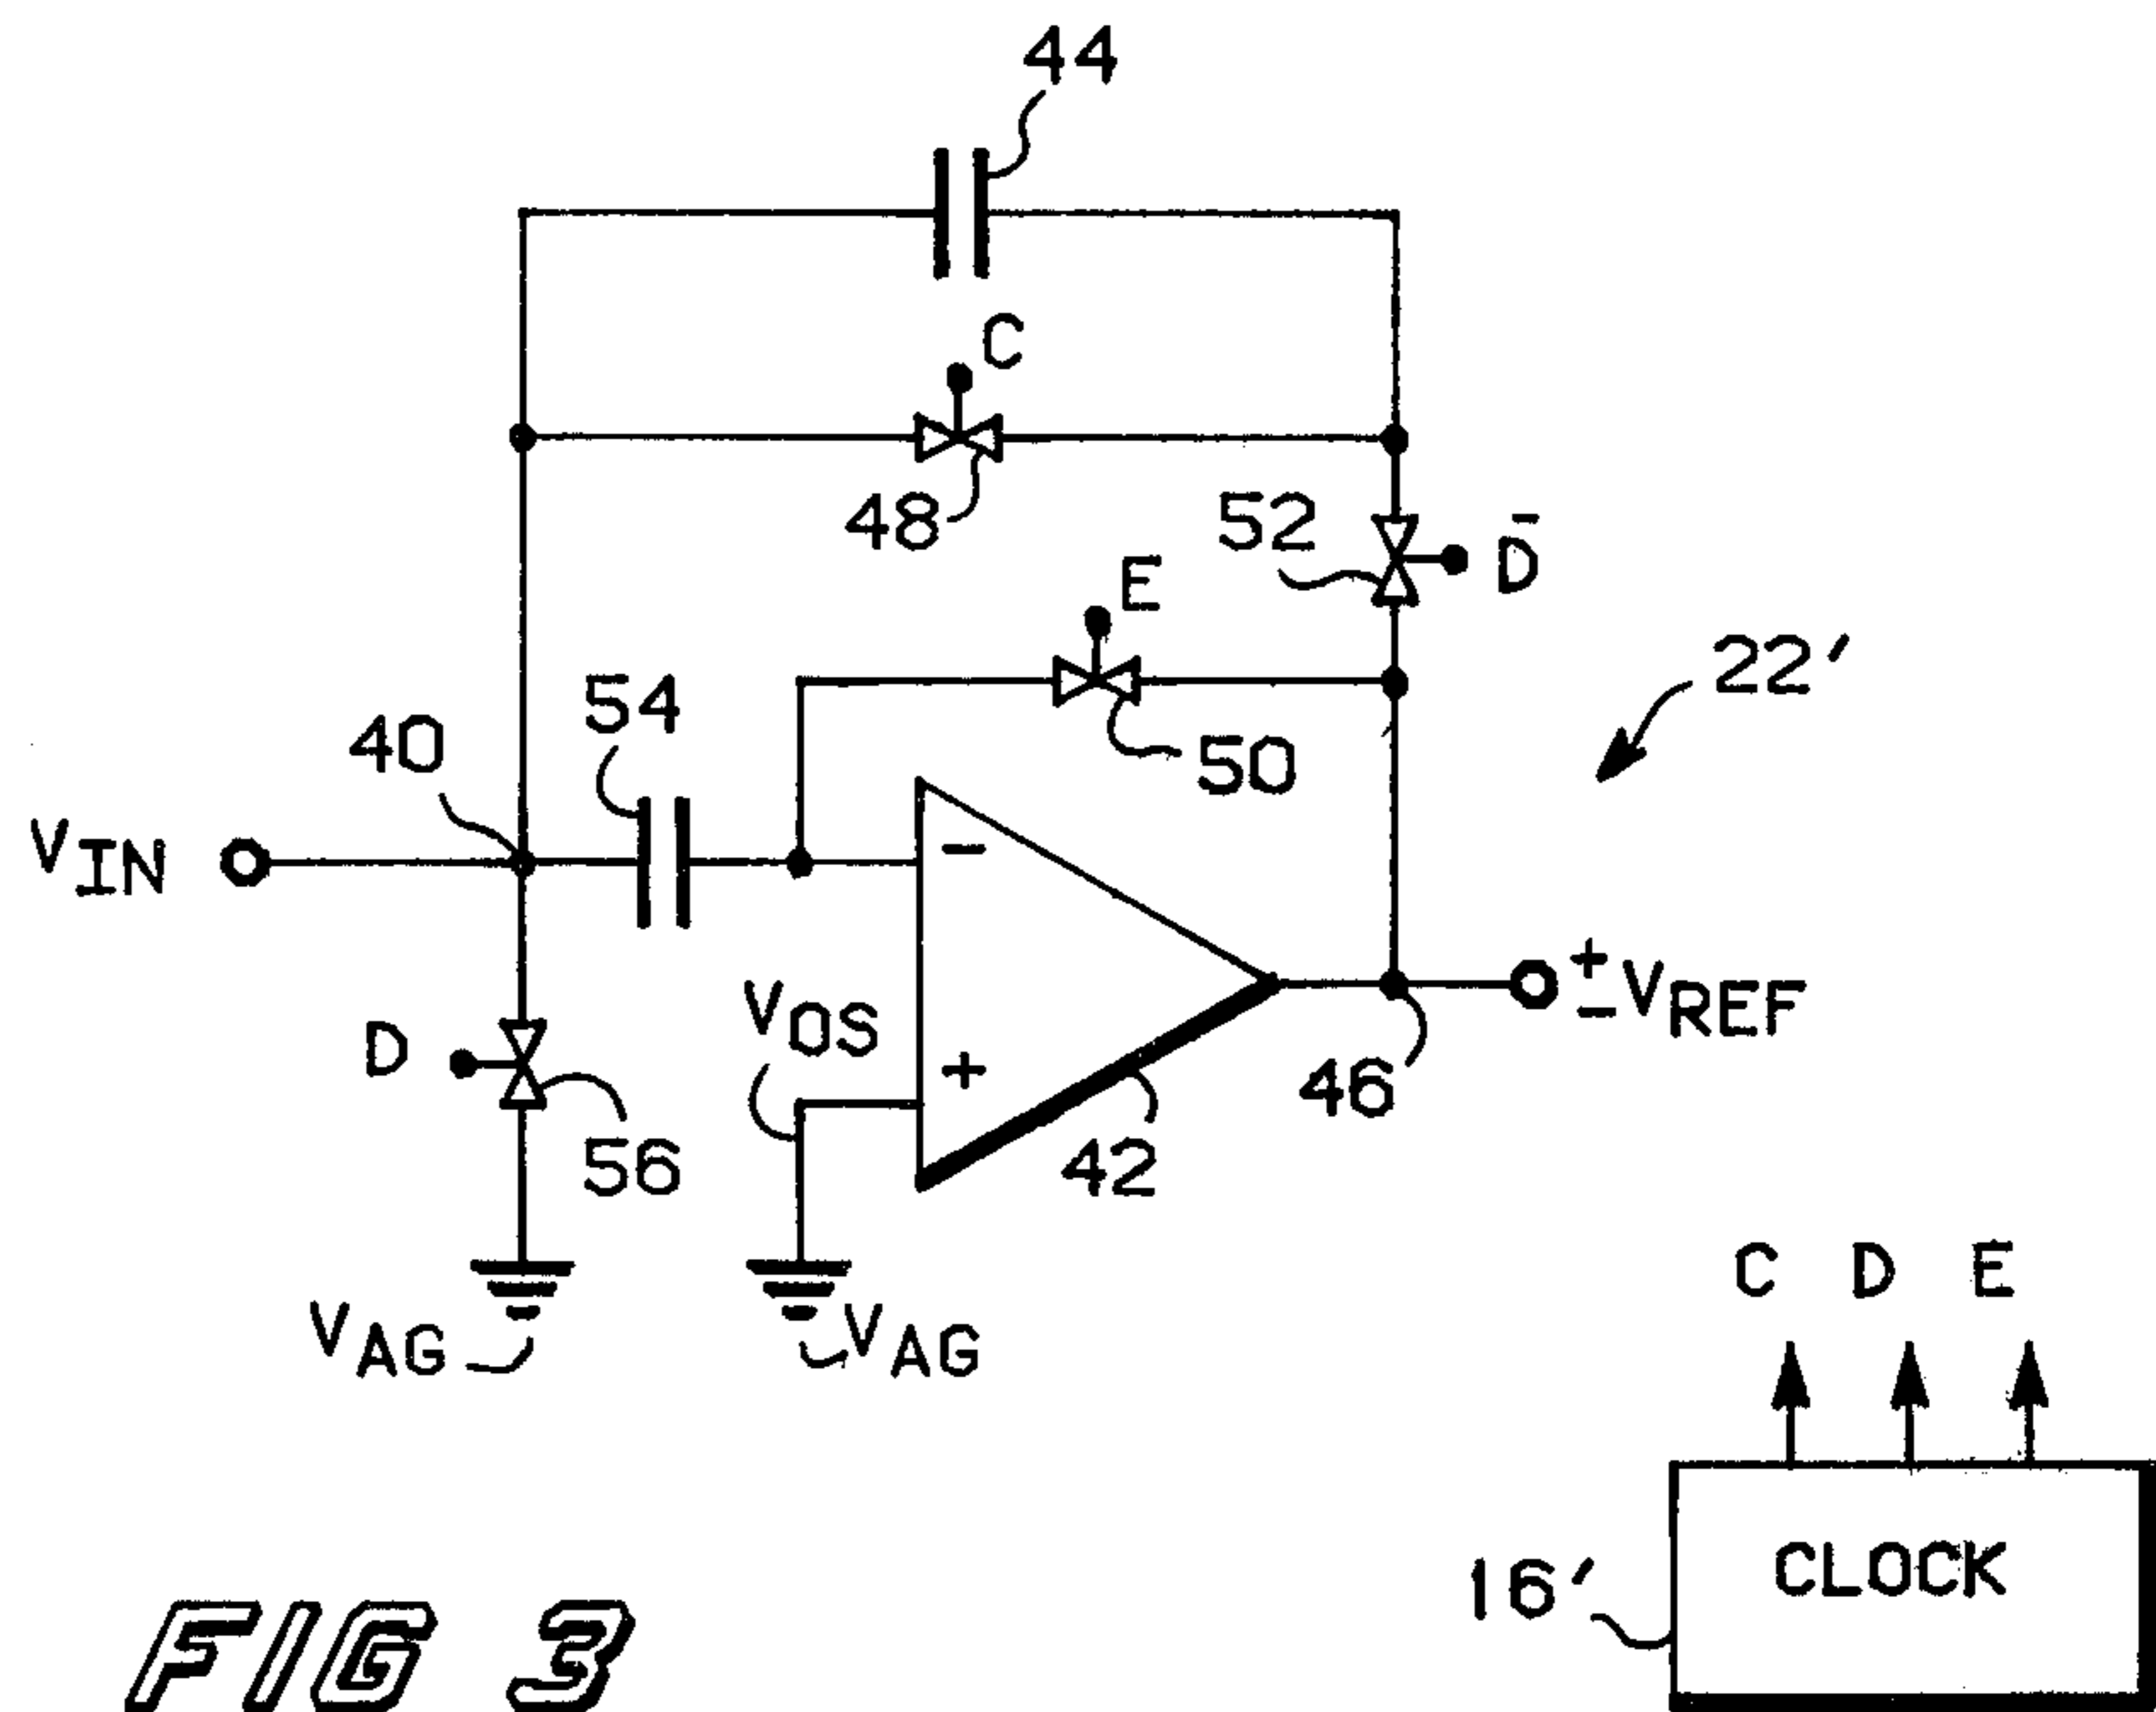 44
C
48
52
D̄
E
22'
54
40
50
VIN
-
VOS
±VREF
D
+
46
56
42
VAG
VAG
C D E
16'
CLOCK
FIG 3